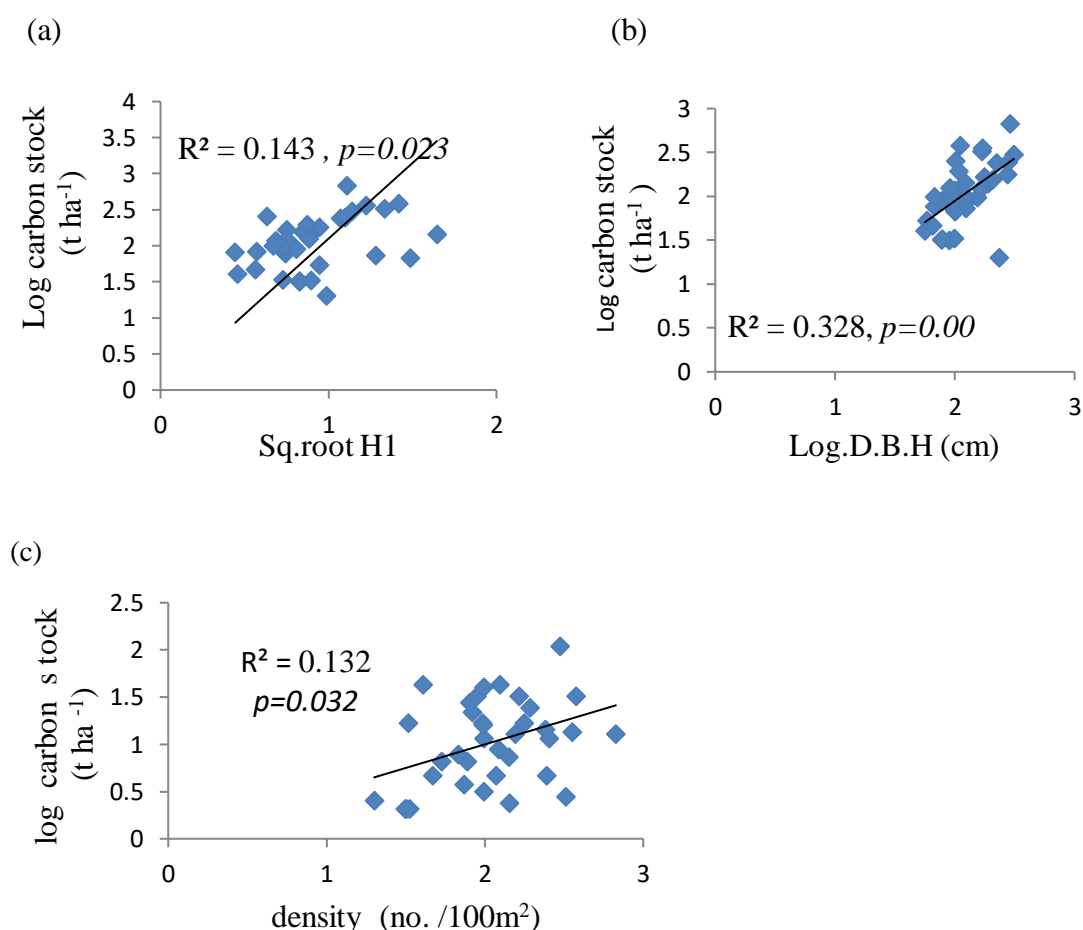 (a)
Log carbon stock
(t ha-1)
4
3.5
3
2.5
2
1.5
1
0.5
0
R² = 0.143 , p=0.023
0 1 2
Sq.root H1
(b)
Log carbon stock
(t ha-1)
3
2.5
2
1.5
1
0.5
0
R² = 0.328, p=0.00
0 1 2 3
Log.D.B.H (cm)
(c)
log carbon s tock
(t ha -1)
2.5
2
1.5
1
0.5
0
R² = 0.132
p=0.032
0 1 2 3
density (no. /100m2)